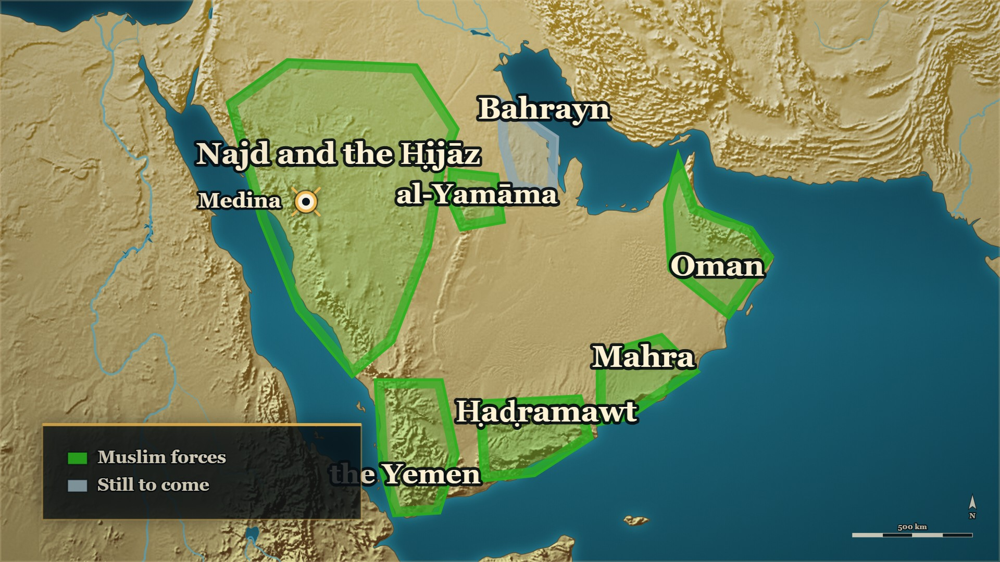 Bahrayn
Najd and the Ḥijāz
al-Yamāma
Medina
Oman
Mahra
Ḥaḍramawt
the Yemen
Muslim forces
Still to come
N
500 km